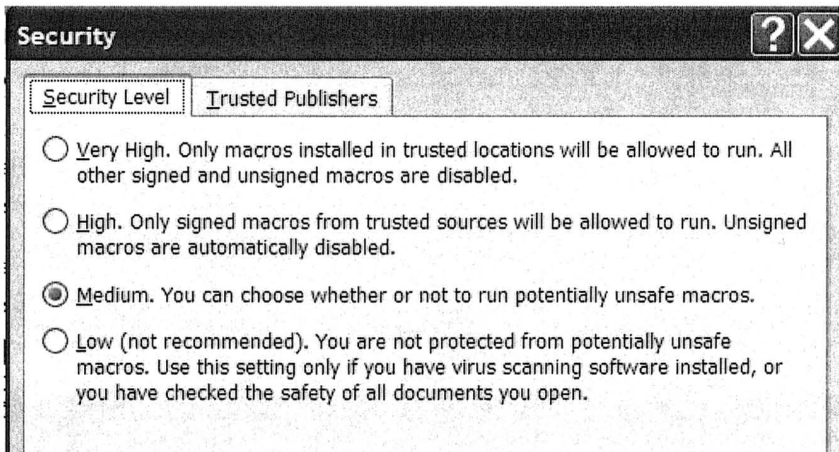 Security
Security Level
Trusted Publishers
Very High. Only macros installed in trusted locations will be allowed to run. All
other signed and unsigned macros are disabled.
High. Only signed macros from trusted sources will be allowed to run. Unsigned
macros are automatically disabled.
Medium. You can choose whether or not to run potentially unsafe macros.
Low (not recommended). You are not protected from potentially unsafe
macros. Use this setting only if you have virus scanning software installed, or
you have checked the safety of all documents you open.